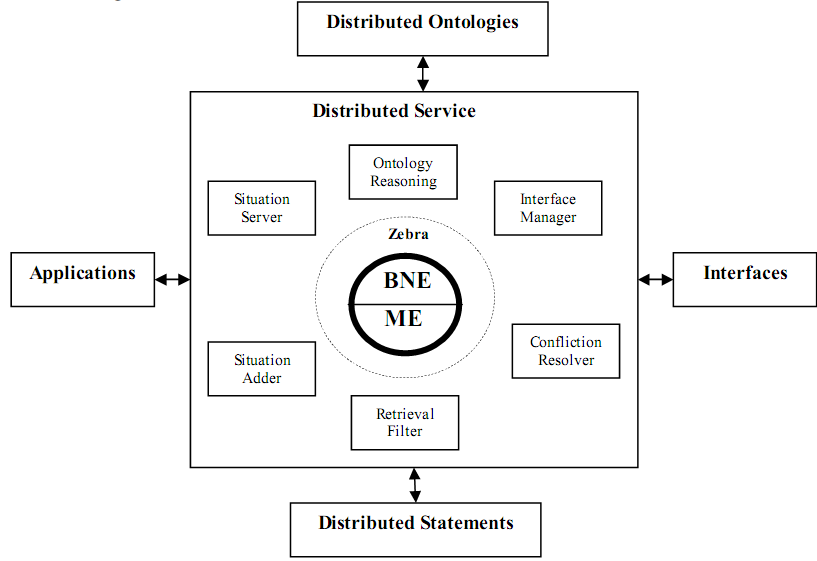 Distributed Ontologies
Distributed Service
Ontology
Reasoning
Situation
Server
Interface
Manager
Zebra
Applications
BNE
ME
Interfaces
Situation
Adder
Confliction
Resolver
Retrieval
Filter
Distributed Statements